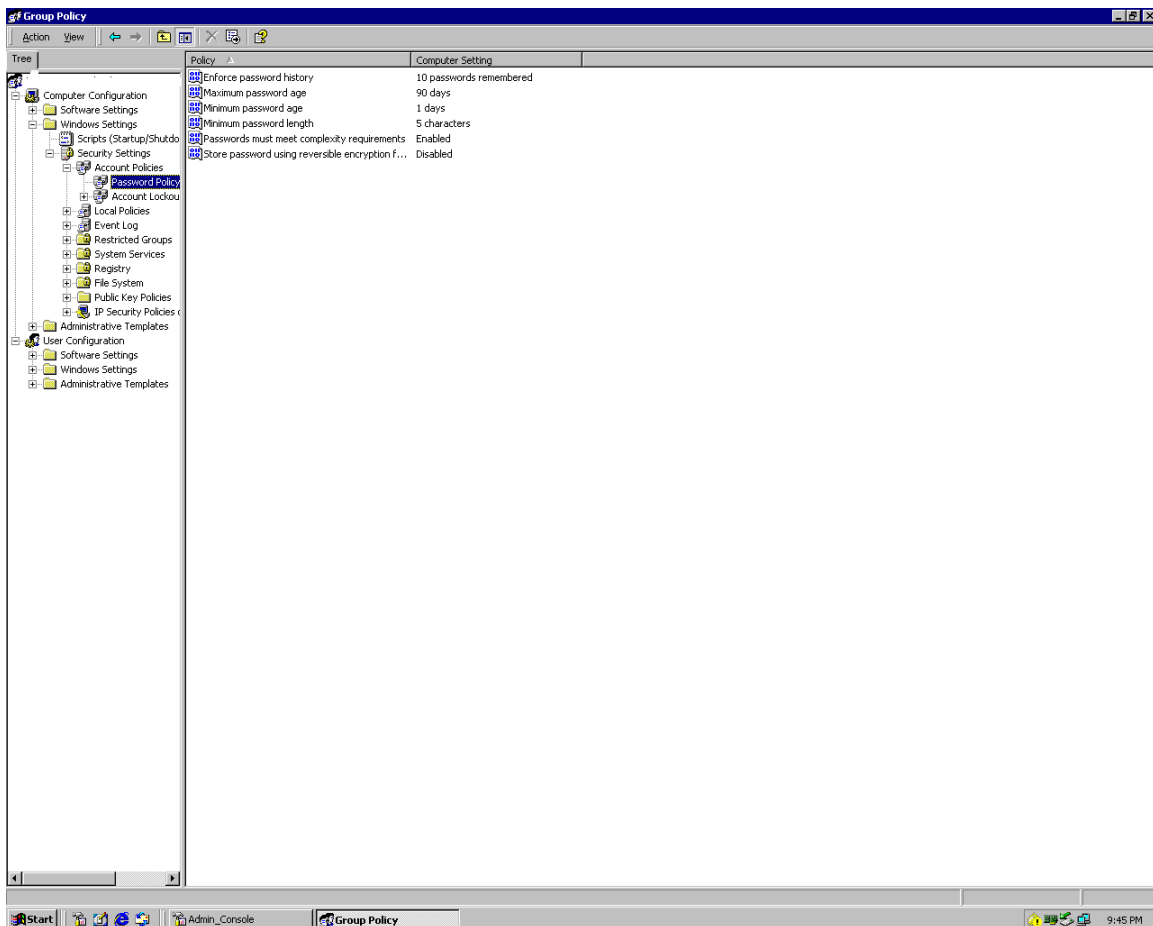 Group Policy
Action View
Tree
Policy Computer Setting
Enforce password history 10 passwords remembered
Maximum password age 90 days
Minimum password age 1 days
Minimum password length 5 characters
Passwords must meet complexity requirements Enabled
Store password using reversible encryption f... Disabled
Computer Configuration
Software Settings
Windows Settings
Scripts (Startup/Shutdo
Security Settings
Account Policies
Password Policy
Account Lockou
Local Policies
Event Log
Restricted Groups
System Services
Registry
File System
Public Key Policies
IP Security Policies
Administrative Templates
User Configuration
Software Settings
Windows Settings
Administrative Templates
Start Admin_Console Group Policy 9:45 PM